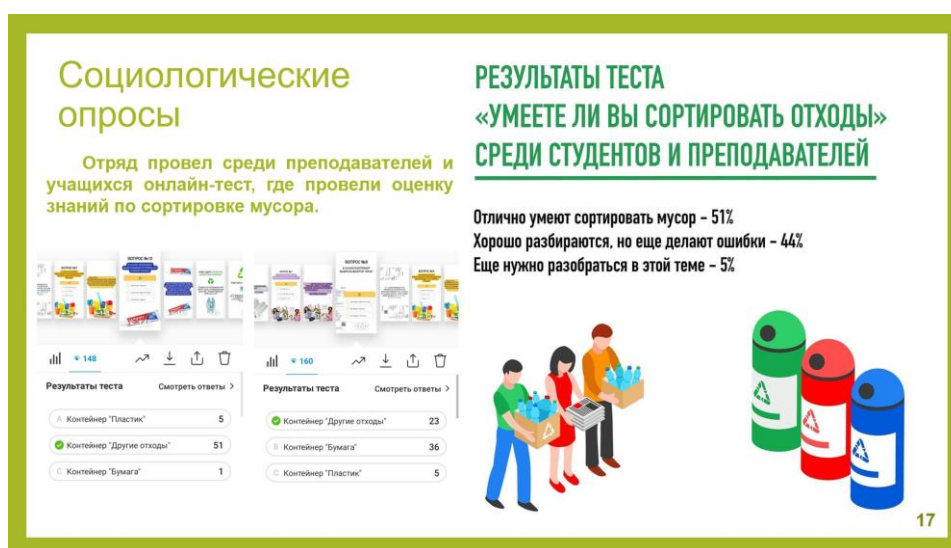 Социологические
опросы
Отряд провел среди преподавателей и
учащихся онлайн-тест, где провели оценку
знаний по сортировке мусора.
148
Результаты теста
Смотреть ответы >
A Контейнер "Пластик" 5
Контейнер "Другие отходы" 51
C Контейнер "Бумага" 1
160
Результаты теста
Смотреть ответы >
Контейнер "Другие отходы" 23
B Контейнер "Бумага" 36
C Контейнер "Пластик" 5
РЕЗУЛЬТАТЫ ТЕСТА
«УМЕЕТЕ ЛИ ВЫ СОРТИРОВАТЬ ОТХОДЫ»
СРЕДИ СТУДЕНТОВ И ПРЕПОДАВАТЕЛЕЙ
Отлично умеют сортировать мусор – 51%
Хорошо разбираются, но еще делают ошибки – 44%
Еще нужно разобраться в этой теме – 5%
17